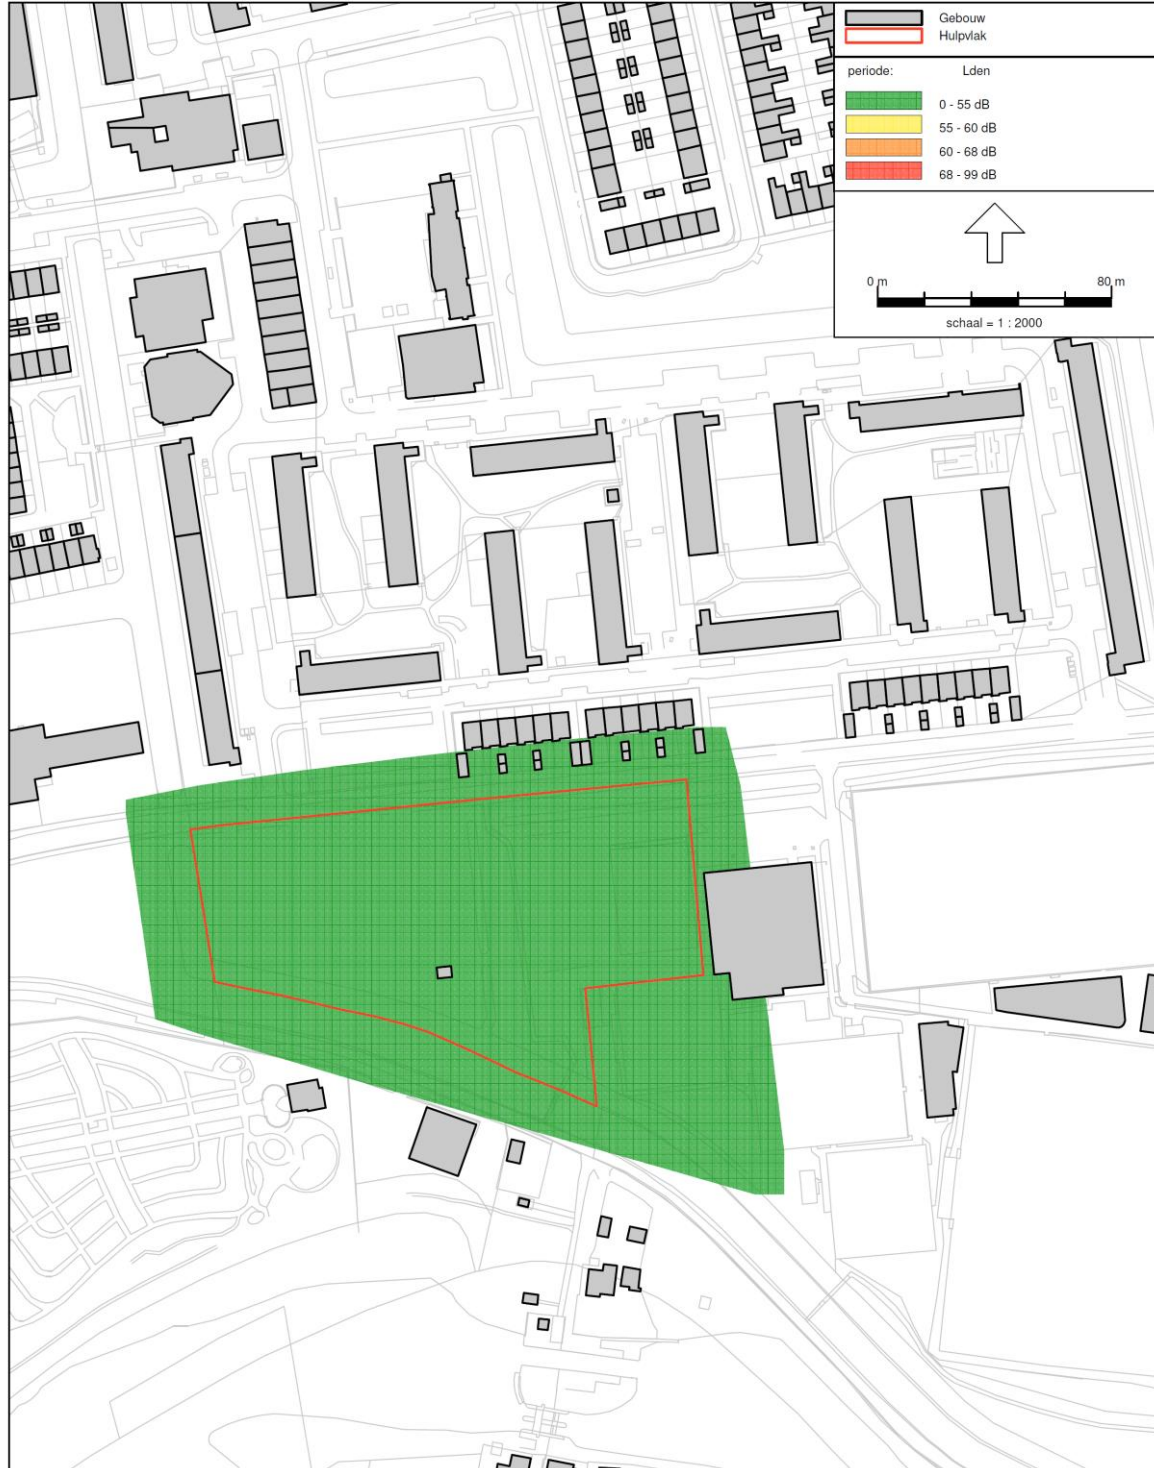 Gebouw
Hulpvlak
periode: Lden
0 - 55 dB
55 - 60 dB
60 - 68 dB
68 - 99 dB
0 m 80 m
schaal = 1 : 2000